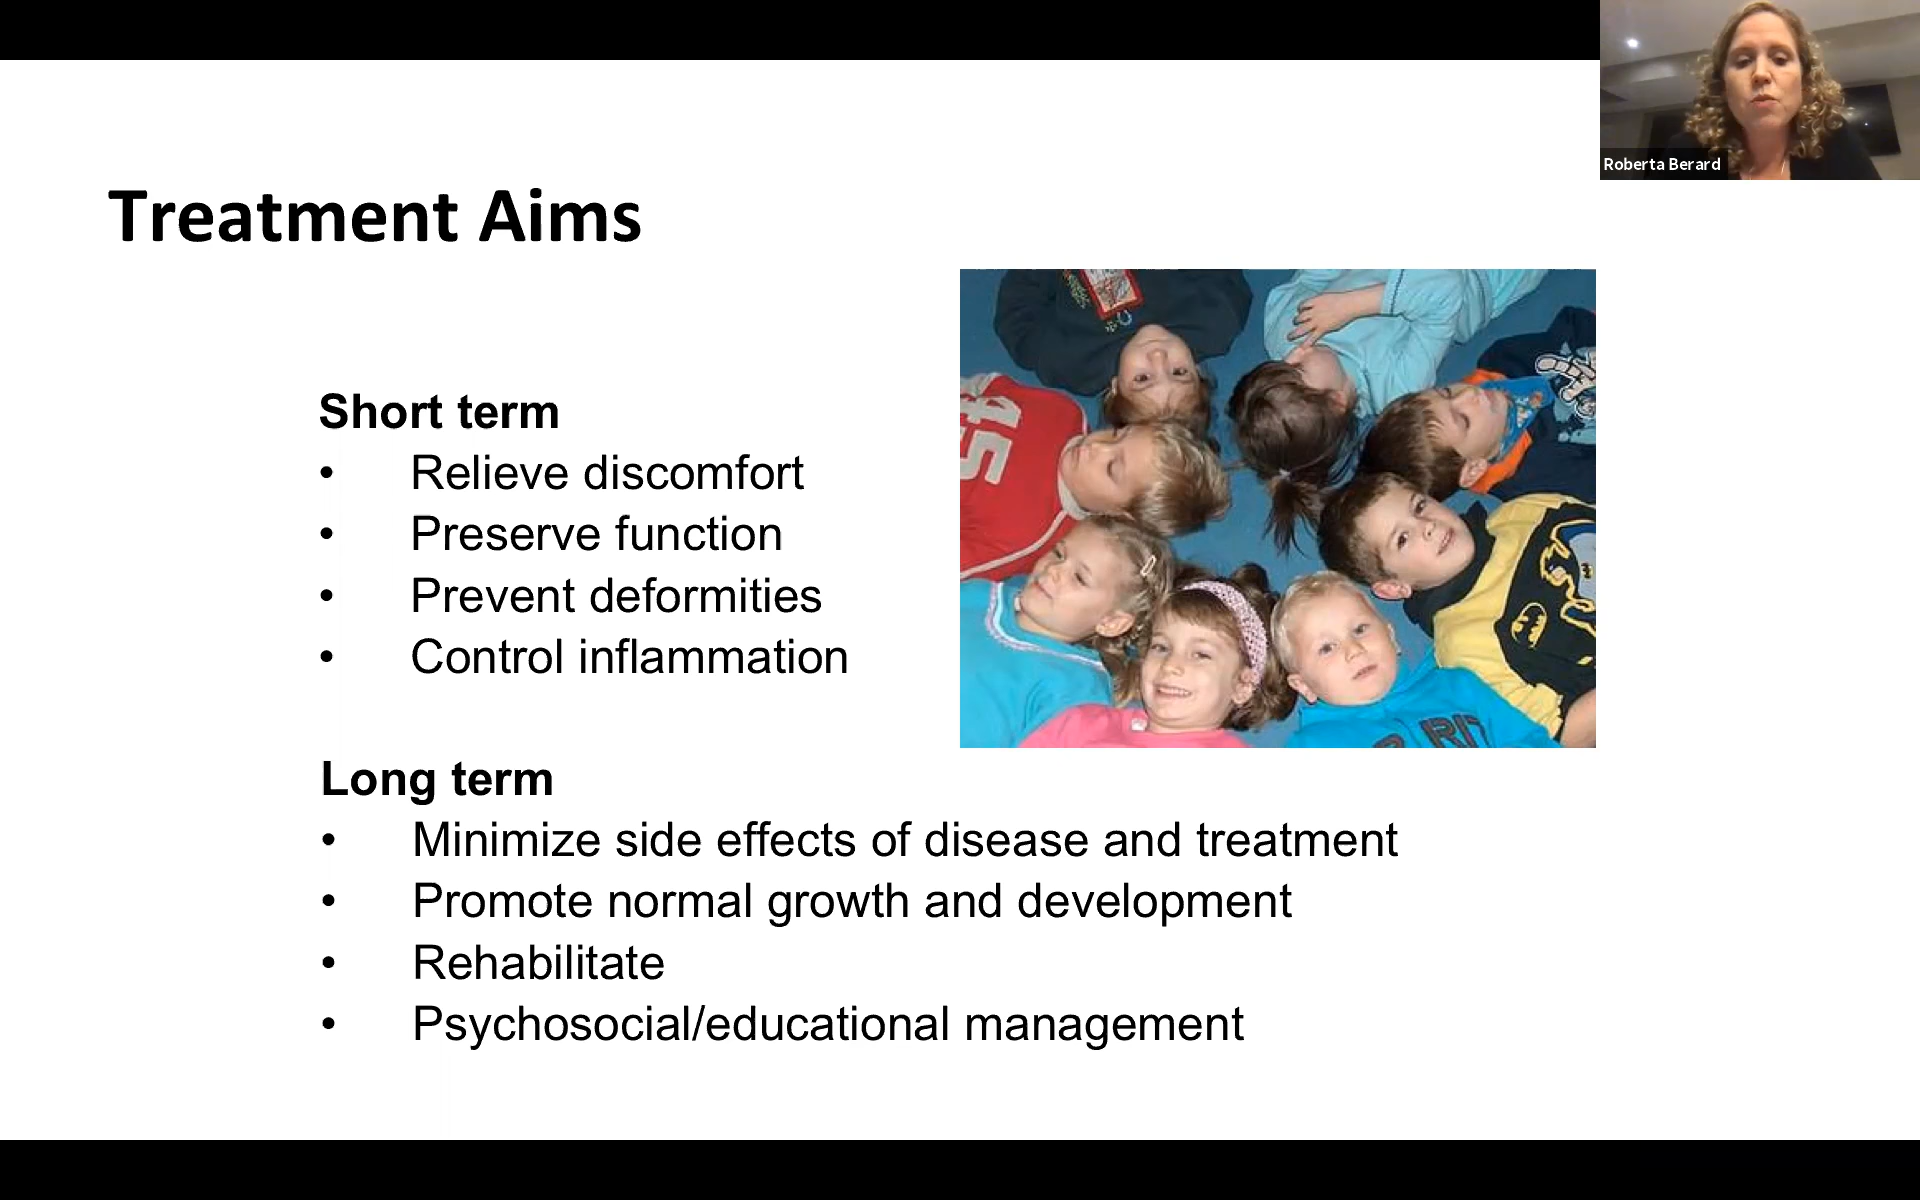 Roberta Berard
Treatment Aims
Short term
• Relieve discomfort
• Preserve function
• Prevent deformities
• Control inflammation
Long term
• Minimize side effects of disease and treatment
• Promote normal growth and development
• Rehabilitate
• Psychosocial/educational management